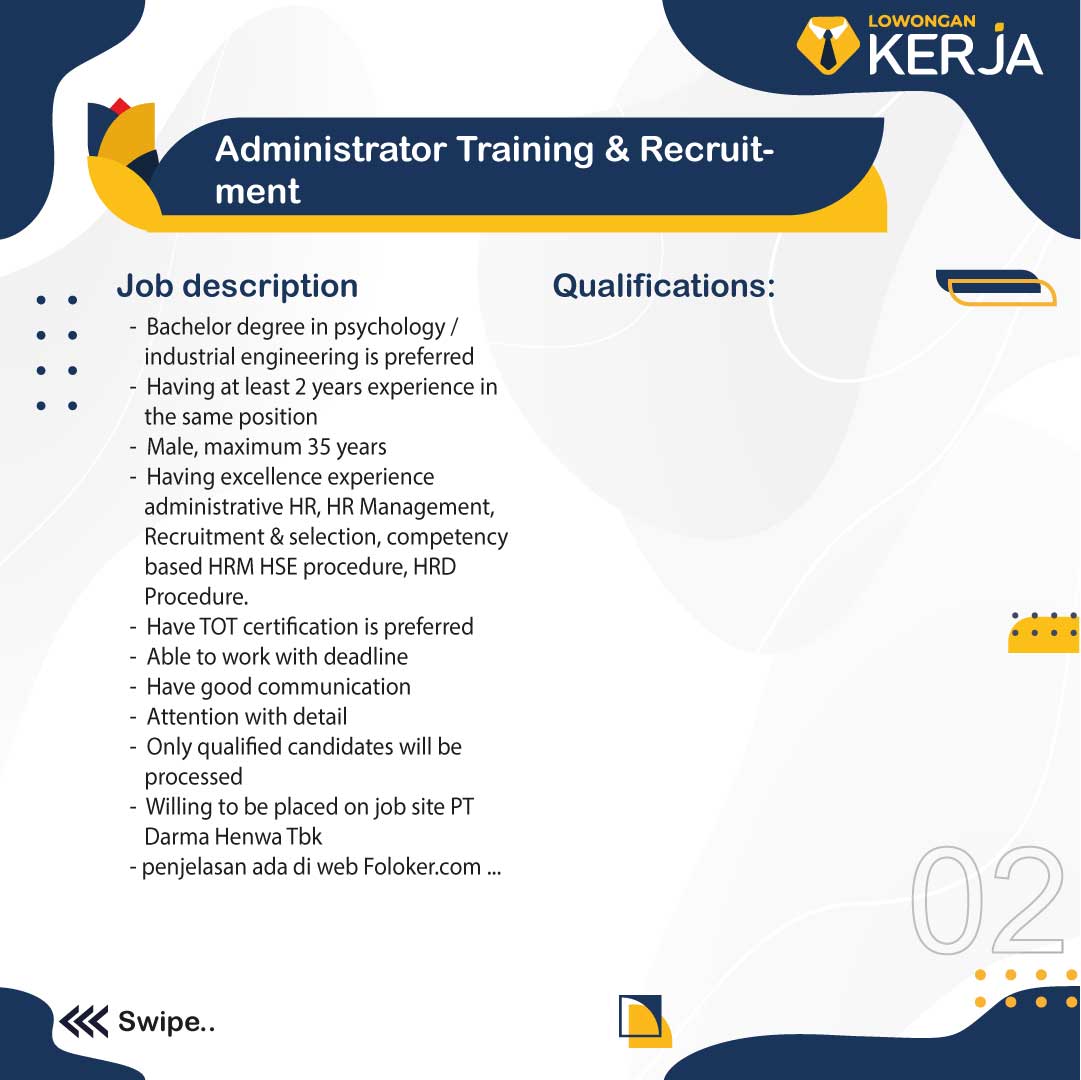 LOWONGAN
KERJA
Administrator Training & Recruit-
ment
Job description
- Bachelor degree in psychology /
industrial engineering is preferred
- Having at least 2 years experience in
the same position
- Male, maximum 35 years
- Having excellence experience
administrative HR, HR Management,
Recruitment & selection, competency
based HRM HSE procedure, HRD
Procedure.
- Have TOT certification is preferred
- Able to work with deadline
- Have good communication
- Attention with detail
- Only qualified candidates will be
processed
- Willing to be placed on job site PT
Darma Henwa Tbk
- penjelasan ada di web Foloker.com ...
Qualifications:
02
Swipe..